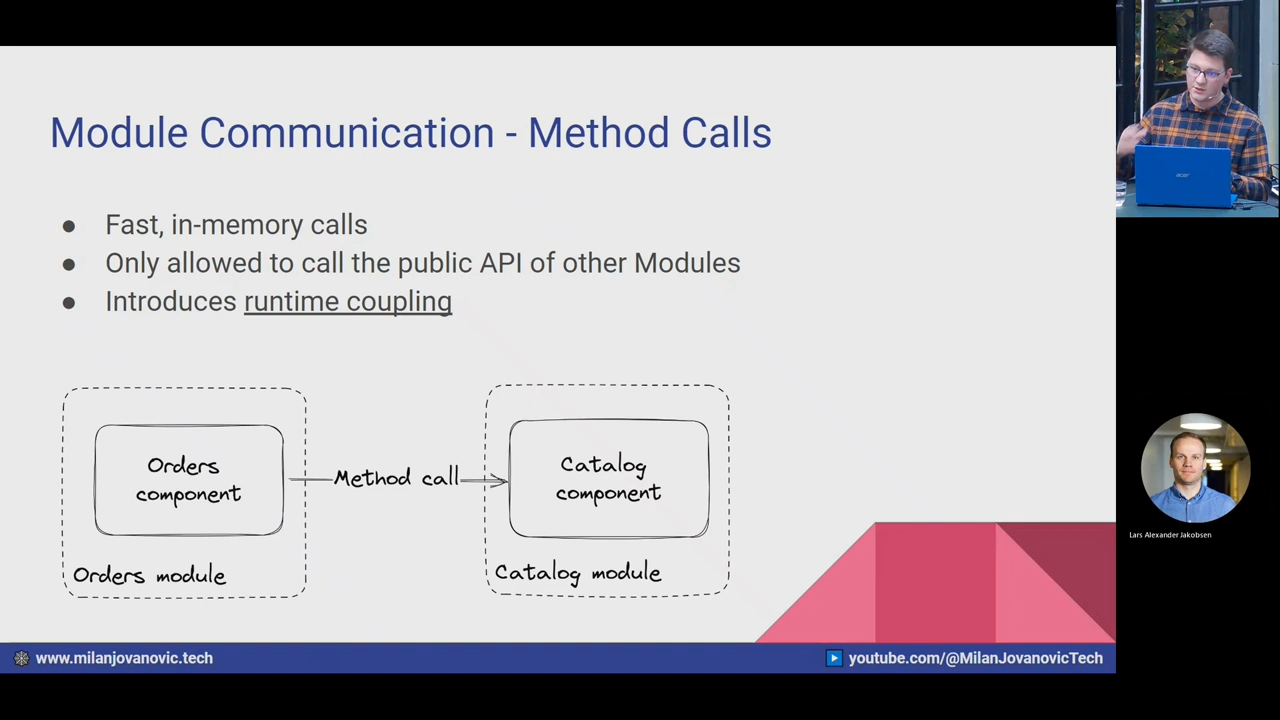 Module Communication - Method Calls
● Fast, in-memory calls
● Only allowed to call the public API of other Modules
● Introduces runtime coupling
Orders
component
Method call
Catalog
component
Orders module
Catalog module
www.milanjovanovic.tech
youtube.com/@MilanJovanovicTech
acer
Lars Alexander Jakobsen